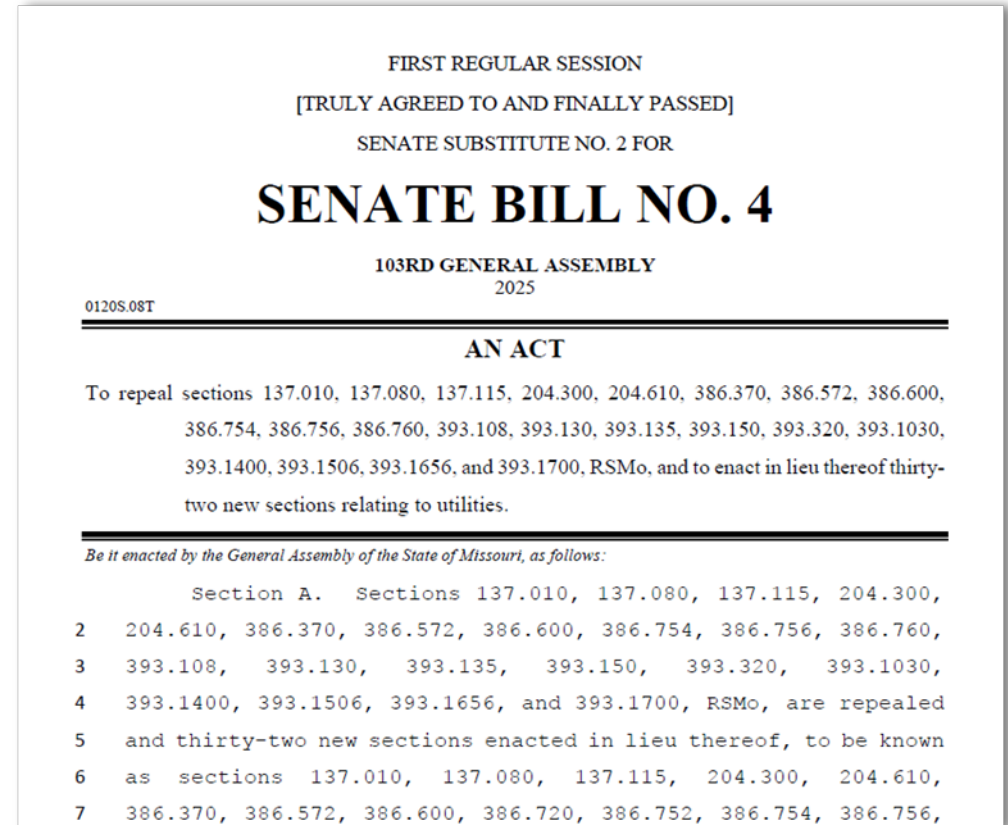 FIRST REGULAR SESSION
[TRULY AGREED TO AND FINALLY PASSED]
SENATE SUBSTITUTE NO. 2 FOR
SENATE BILL NO. 4
103RD GENERAL ASSEMBLY
2025
0120S.08T
AN ACT
To repeal sections 137.010, 137.080, 137.115, 204.300, 204.610, 386.370, 386.572, 386.600,
386.754, 386.756, 386.760, 393.108, 393.130, 393.135, 393.150, 393.320, 393.1030,
393.1400, 393.1506, 393.1656, and 393.1700, RSMo, and to enact in lieu thereof thirty-
two new sections relating to utilities.
Be it enacted by the General Assembly of the State of Missouri, as follows:
Section A. Sections 137.010, 137.080, 137.115, 204.300,
2 204.610, 386.370, 386.572, 386.600, 386.754, 386.756, 386.760,
3 393.108, 393.130, 393.135, 393.150, 393.320, 393.1030,
4 393.1400, 393.1506, 393.1656, and 393.1700, RSMo, are repealed
5 and thirty-two new sections enacted in lieu thereof, to be known
6 as sections 137.010, 137.080, 137.115, 204.300, 204.610,
7 386.370, 386.572, 386.600, 386.720, 386.752, 386.754, 386.756,